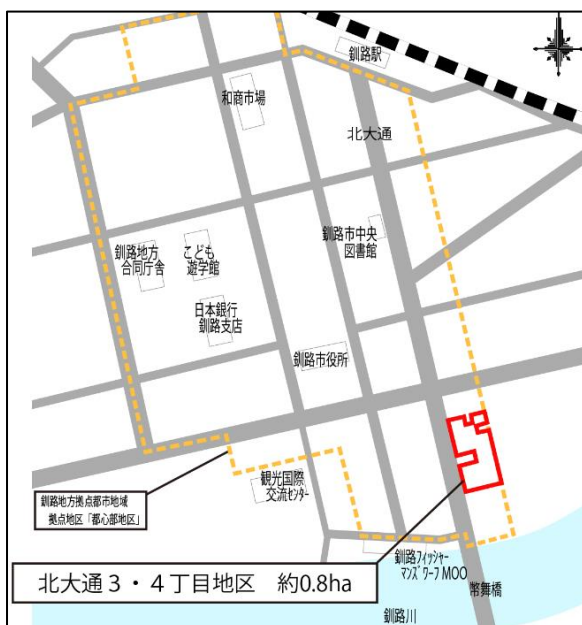 釧路駅
和商市場
北大通
釧路市中央
図書館
釧路地方
合同庁舎
こども
遊学館
日本銀行
釧路支店
釧路市役所
観光国際
交流センター
釧路地方拠点都市地域
拠点地区「都心部地区」
釧路フィッシャー
マンズワーフ MOO
北大通3・4丁目地区 約0.8ha
幣舞橋
釧路川